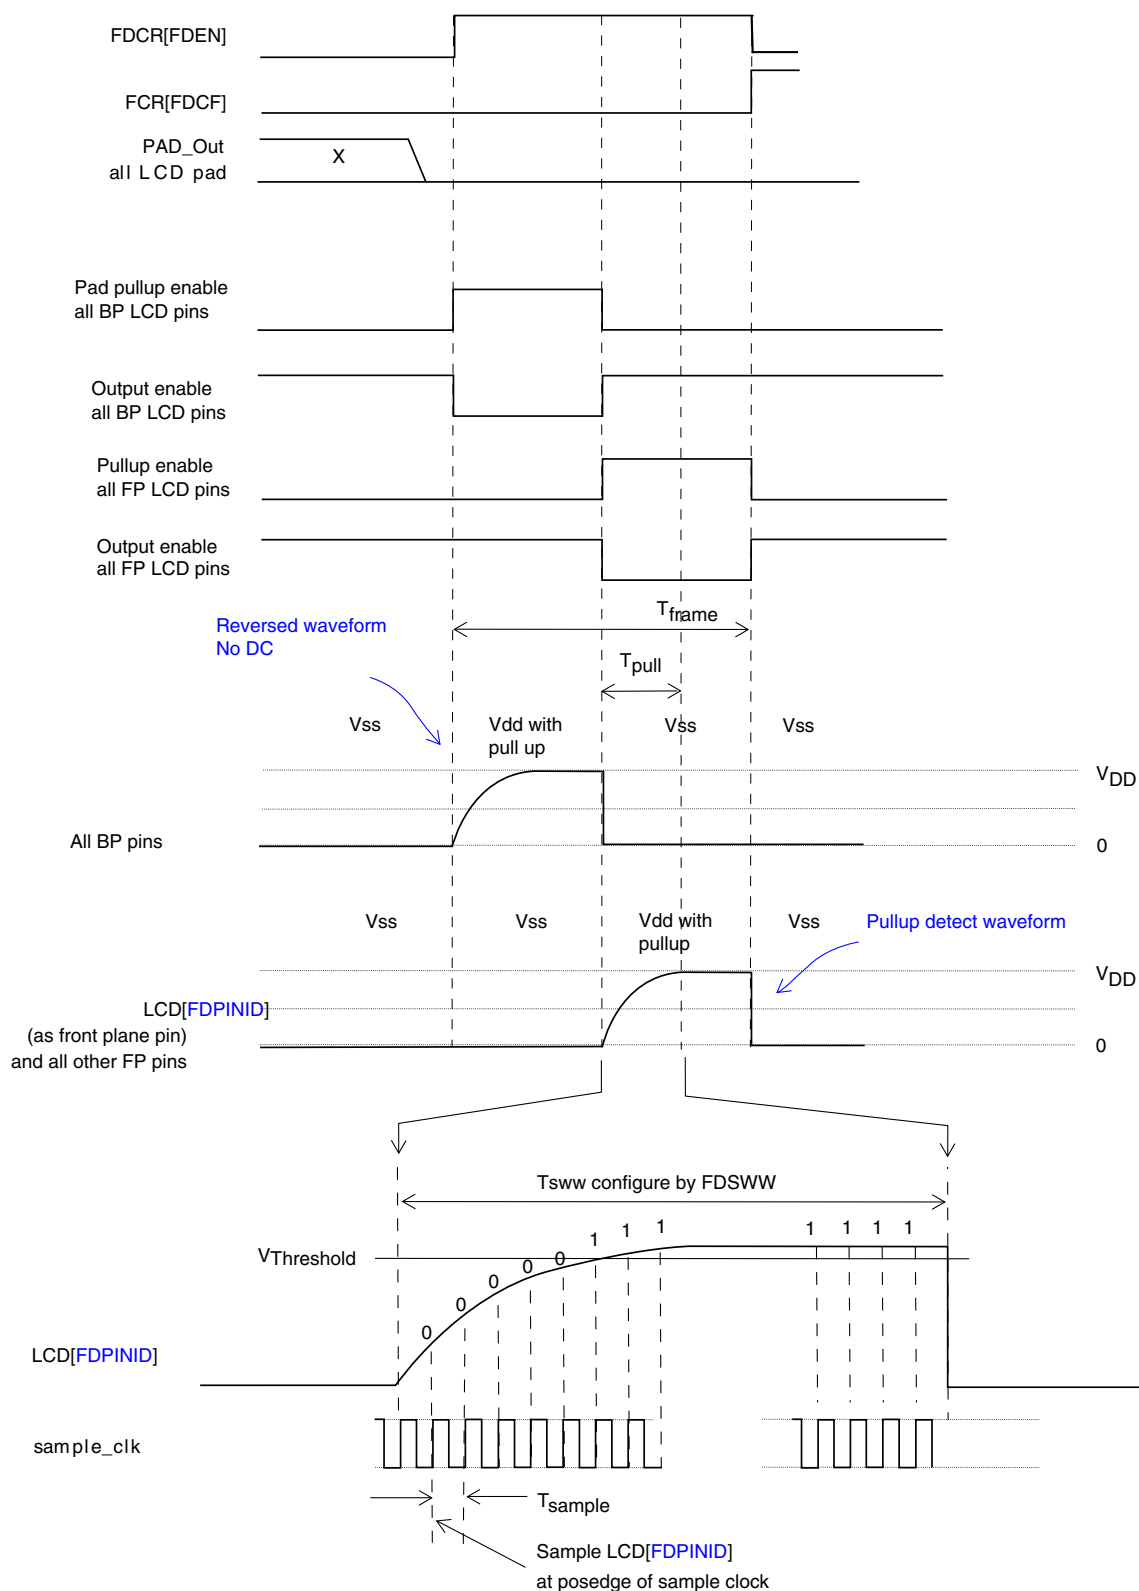 FDCR[FDEN]
FCR[FDCF]
PAD_Out
all LCD pad
X
Pad pullup enable
all BP LCD pins
Output enable
all BP LCD pins
Pullup enable
all FP LCD pins
Output enable
all FP LCD pins
Tframe
Reversed waveform
No DC
Tpull
Vss
Vdd with
pull up
Vss
Vss
VDD
All BP pins
0
Vss
Vss
Vdd with
pullup
Vss
Pullup detect waveform
VDD
LCD[FDPINID]
(as front plane pin)
and all other FP pins
0
Tsww configure by FDSWW
VThreshold
0 0 0 0 0 1 1 1 1 1 1 1
LCD[FDPINID]
sample_clk
Tsample
Sample LCD[FDPINID]
at posedge of sample clock